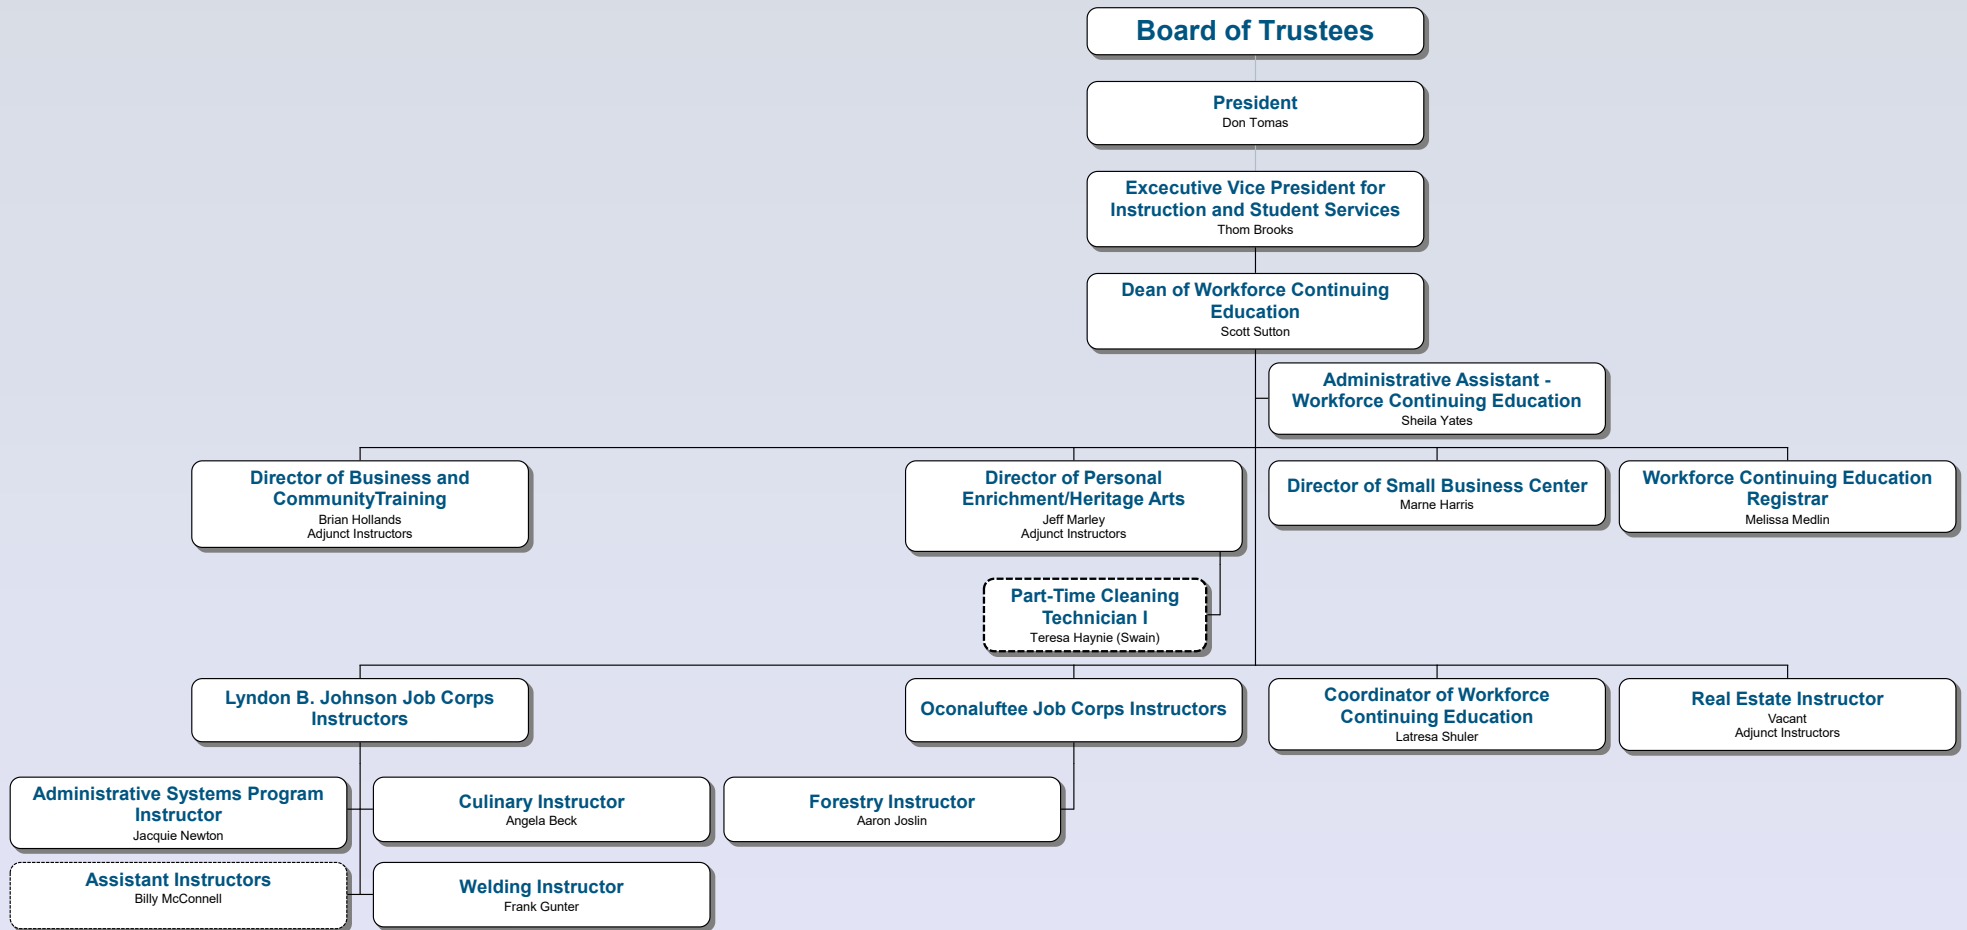 Board of Trustees
President
Don Tomas
Excecutive Vice President for
Instruction and Student Services
Thom Brooks
Dean of Workforce Continuing
Education
Scott Sutton
Administrative Assistant -
Workforce Continuing Education
Sheila Yates
Director of Business and
CommunityTraining
Brian Hollands
Adjunct Instructors
Director of Personal
Enrichment/Heritage Arts
Jeff Marley
Adjunct Instructors
Director of Small Business Center
Marne Harris
Workforce Continuing Education
Registrar
Melissa Medlin
Part-Time Cleaning
Technician I
Teresa Haynie (Swain)
Lyndon B. Johnson Job Corps
Instructors
Oconaluftee Job Corps Instructors
Coordinator of Workforce
Continuing Education
Latresa Shuler
Real Estate Instructor
Vacant
Adjunct Instructors
Administrative Systems Program
Instructor
Jacquie Newton
Culinary Instructor
Angela Beck
Forestry Instructor
Aaron Joslin
Assistant Instructors
Billy McConnell
Welding Instructor
Frank Gunter